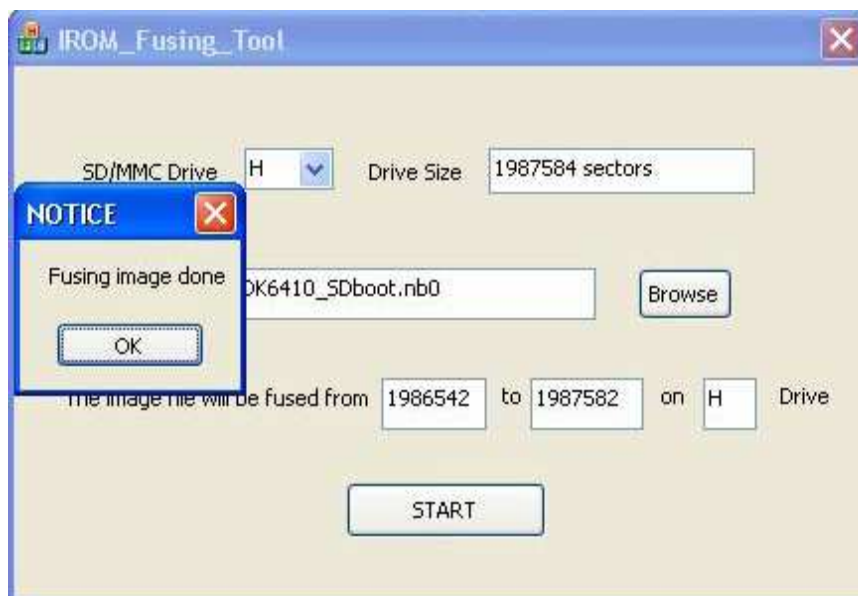 IROM_Fusing_Tool
SD/MMC Drive H Drive Size 1987584 sectors
NOTICE
Fusing image done
OK6410_SDboot.nb0 Browse
OK
The image file will be fused from 1986542 to 1987582 on H Drive
START